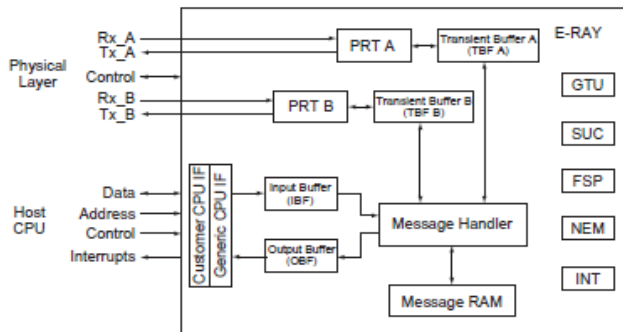 E-RAY
Physical
Layer
Rx_A
Tx_A
Control
Rx_B
Tx_B
PRT A
Transient Buffer A
(TBF A)
PRT B
Transient Buffer B
(TBF B)
GTU
SUC
FSP
NEM
INT
Host
CPU
Data
Address
Control
Interrupts
Customer CPU IF
Generic CPU IF
Input Buffer
(IBF)
Output Buffer
(OBF)
Message Handler
Message RAM